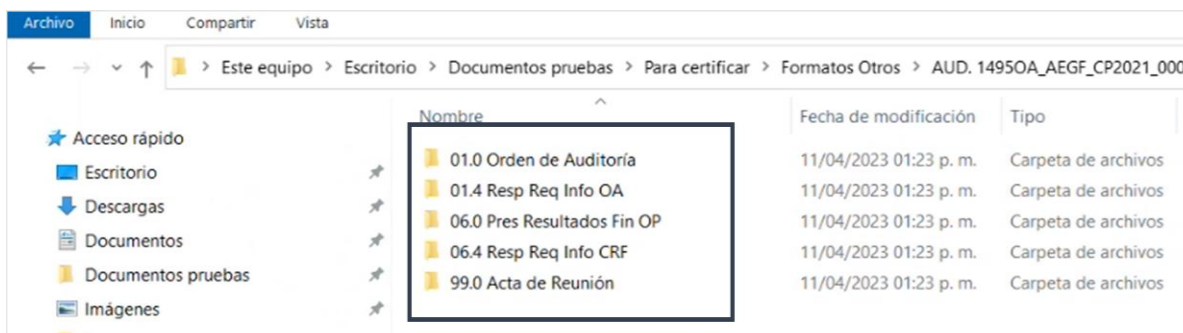 Archivo Inicio Compartir Vista
Este equipo > Escritorio > Documentos pruebas > Para certificar > Formatos Otros > AUD. 1495OA_AEGF_CP2021_000
Nombre Fecha de modificación Tipo
Acceso rápido
Escritorio
Descargas
Documentos
Documentos pruebas
Imágenes
01.0 Orden de Auditoría 11/04/2023 01:23 p. m. Carpeta de archivos
01.4 Resp Req Info OA 11/04/2023 01:23 p. m. Carpeta de archivos
06.0 Pres Resultados Fin OP 11/04/2023 01:23 p. m. Carpeta de archivos
06.4 Resp Req Info CRF 11/04/2023 01:23 p. m. Carpeta de archivos
99.0 Acta de Reunión 11/04/2023 01:23 p. m. Carpeta de archivos